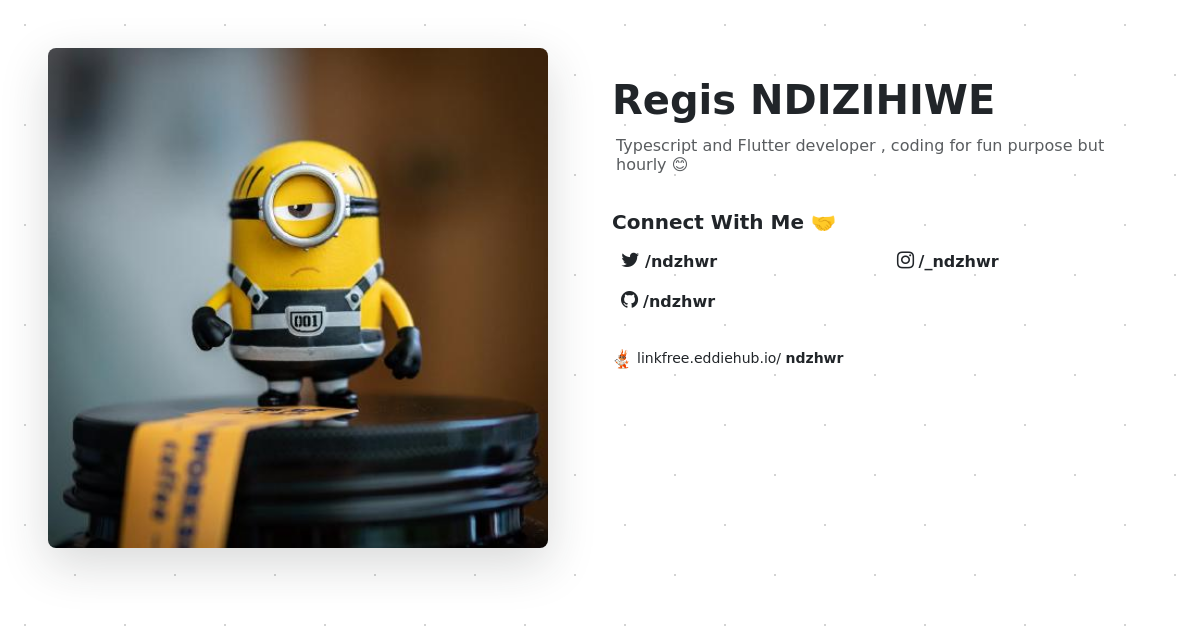 Regis NDIZIHIWE
Typescript and Flutter developer , coding for fun purpose but
hourly 😊
Connect With Me 🤝
/ndzhwr
/_ndzhwr
/ndzhwr
linkfree.eddiehub.io/ ndzhwr
001
coffee